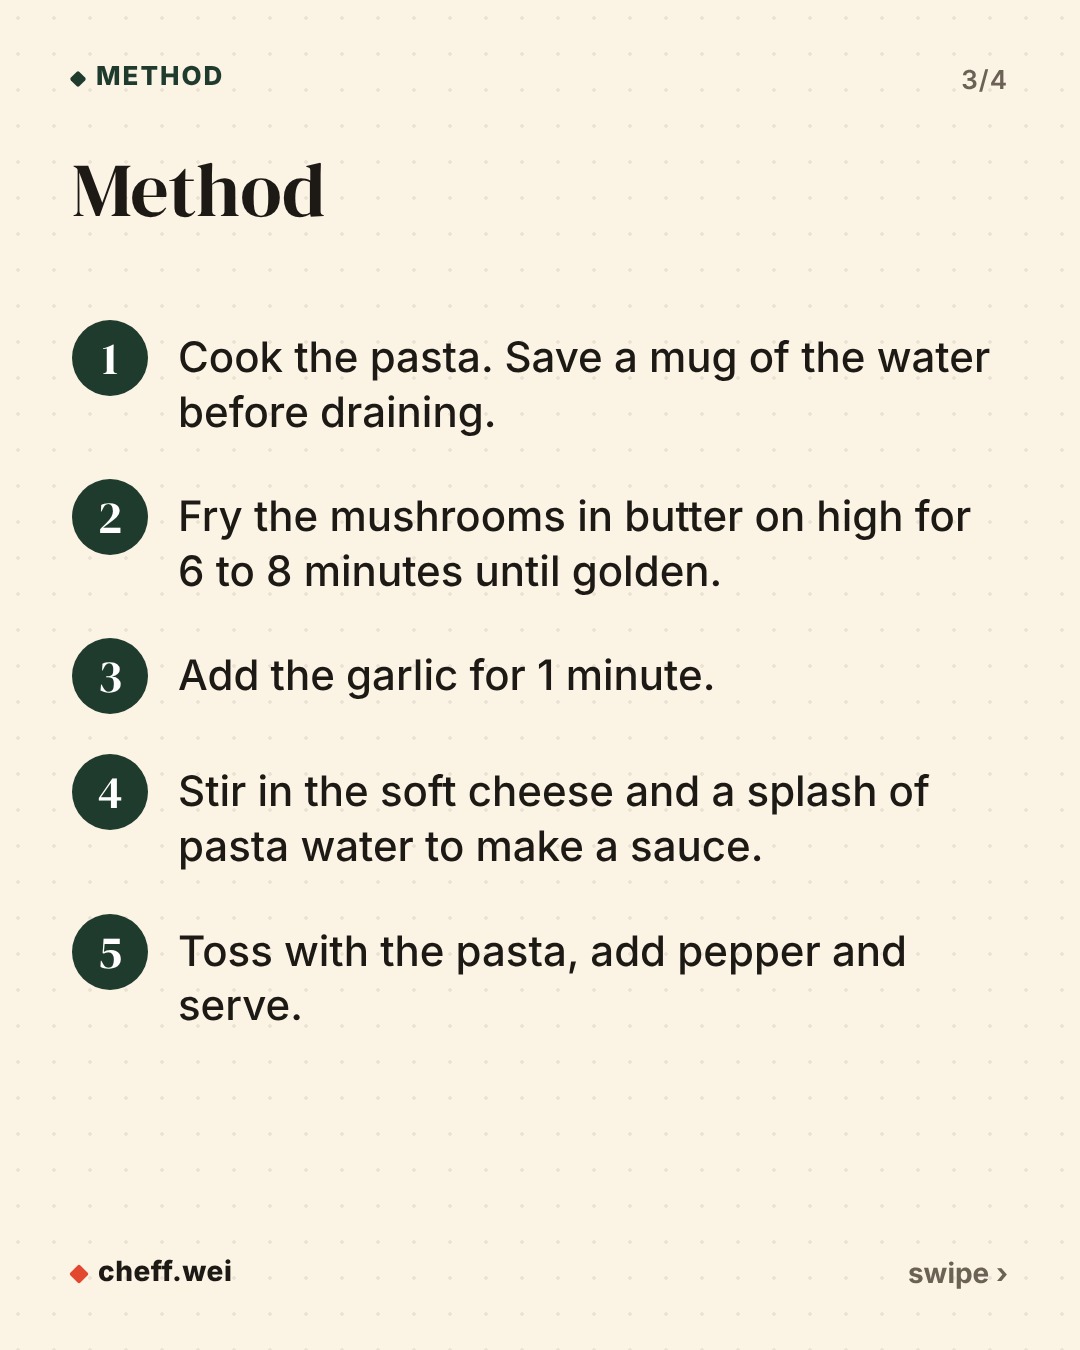 METHOD
3/4
Method
1 Cook the pasta. Save a mug of the water
before draining.
2 Fry the mushrooms in butter on high for
6 to 8 minutes until golden.
3 Add the garlic for 1 minute.
4 Stir in the soft cheese and a splash of
pasta water to make a sauce.
5 Toss with the pasta, add pepper and
serve.
cheff.wei
swipe ›